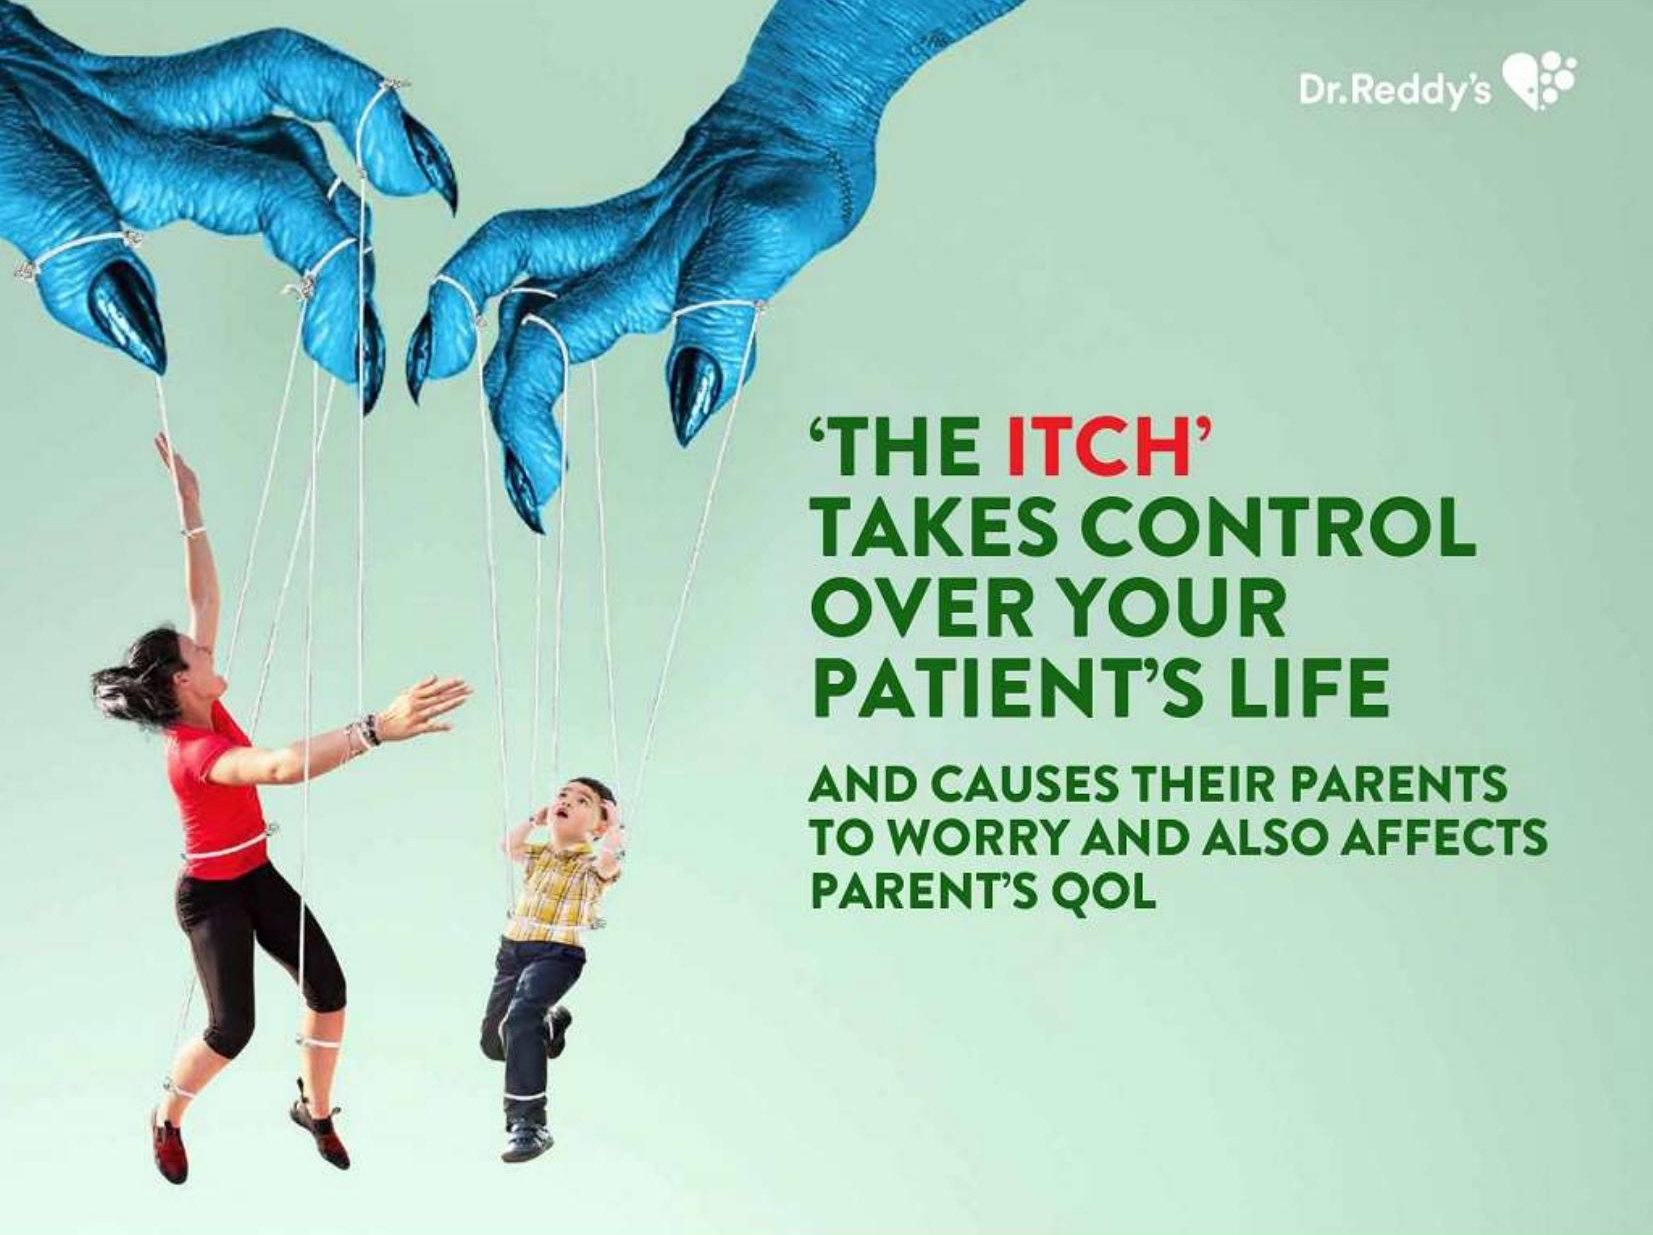 Dr.Reddy's
‘THE ITCH’
TAKES CONTROL
OVER YOUR
PATIENT’S LIFE
AND CAUSES THEIR PARENTS
TO WORRY AND ALSO AFFECTS
PARENT’S QOL